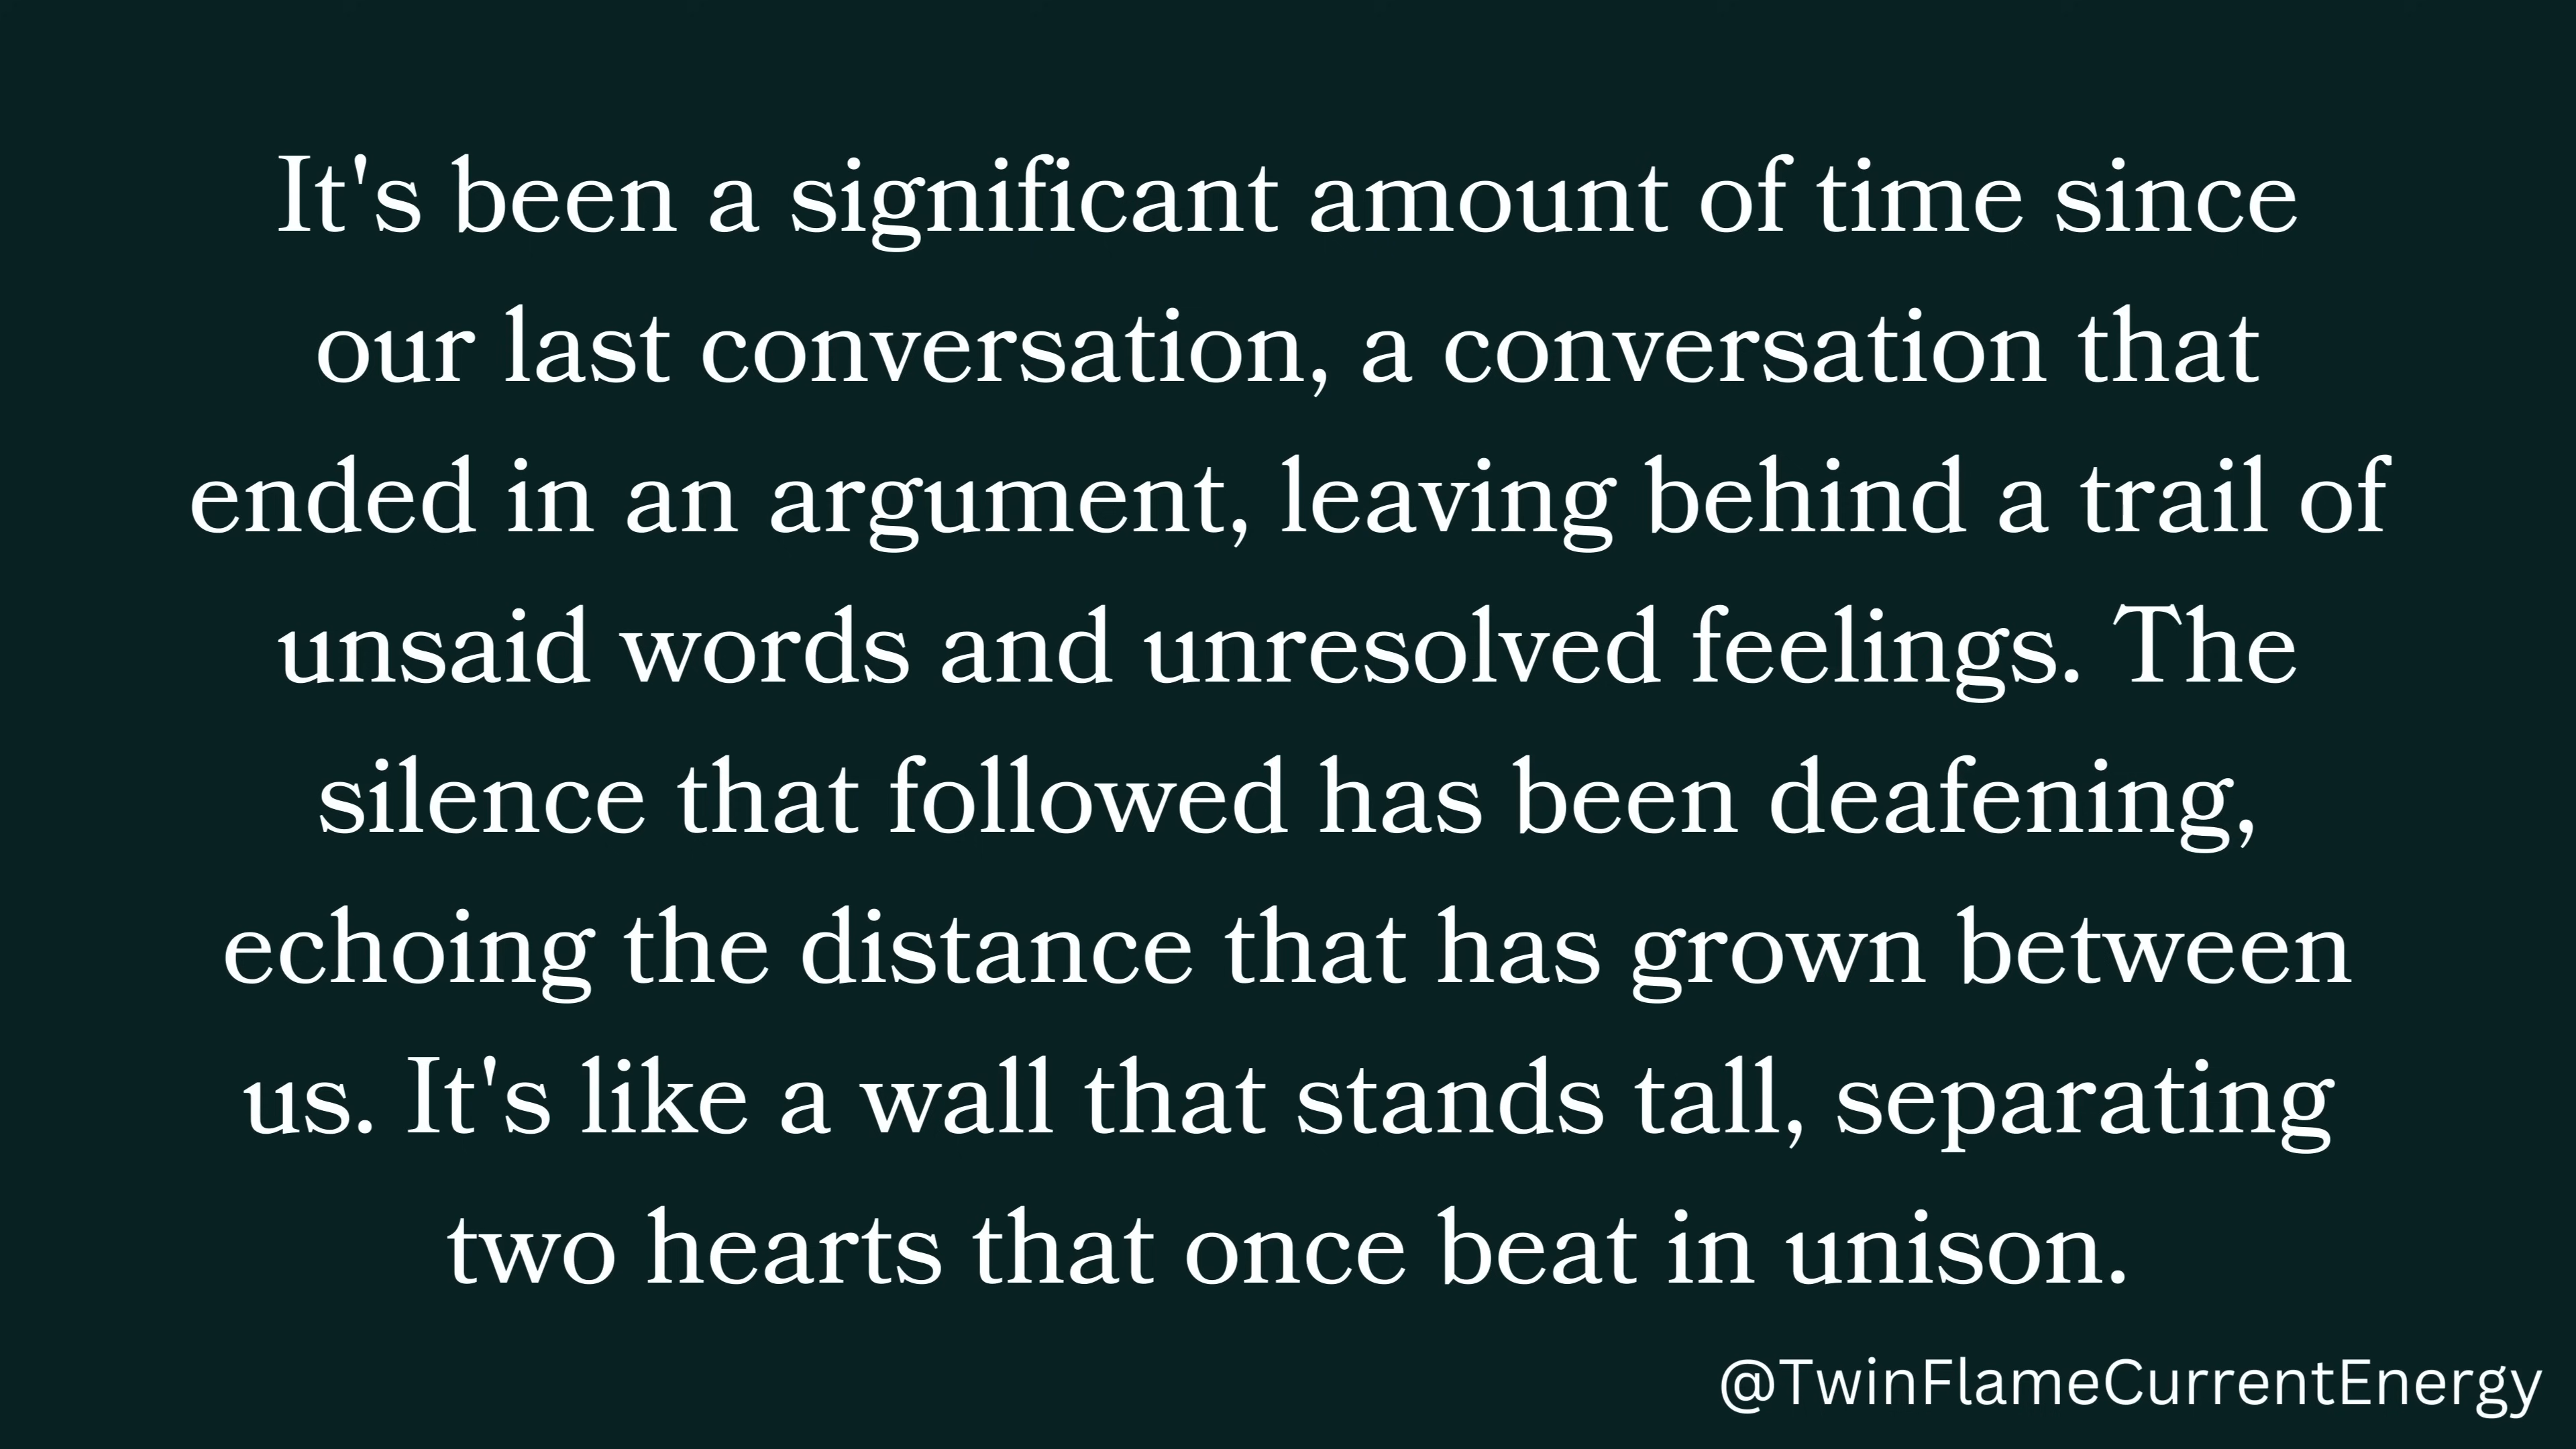 It's been a significant amount of time since
our last conversation, a conversation that
ended in an argument, leaving behind a trail of
unsaid words and unresolved feelings. The
silence that followed has been deafening,
echoing the distance that has grown between
us. It's like a wall that stands tall, separating
two hearts that once beat in unison.
@TwinFlameCurrentEnergy